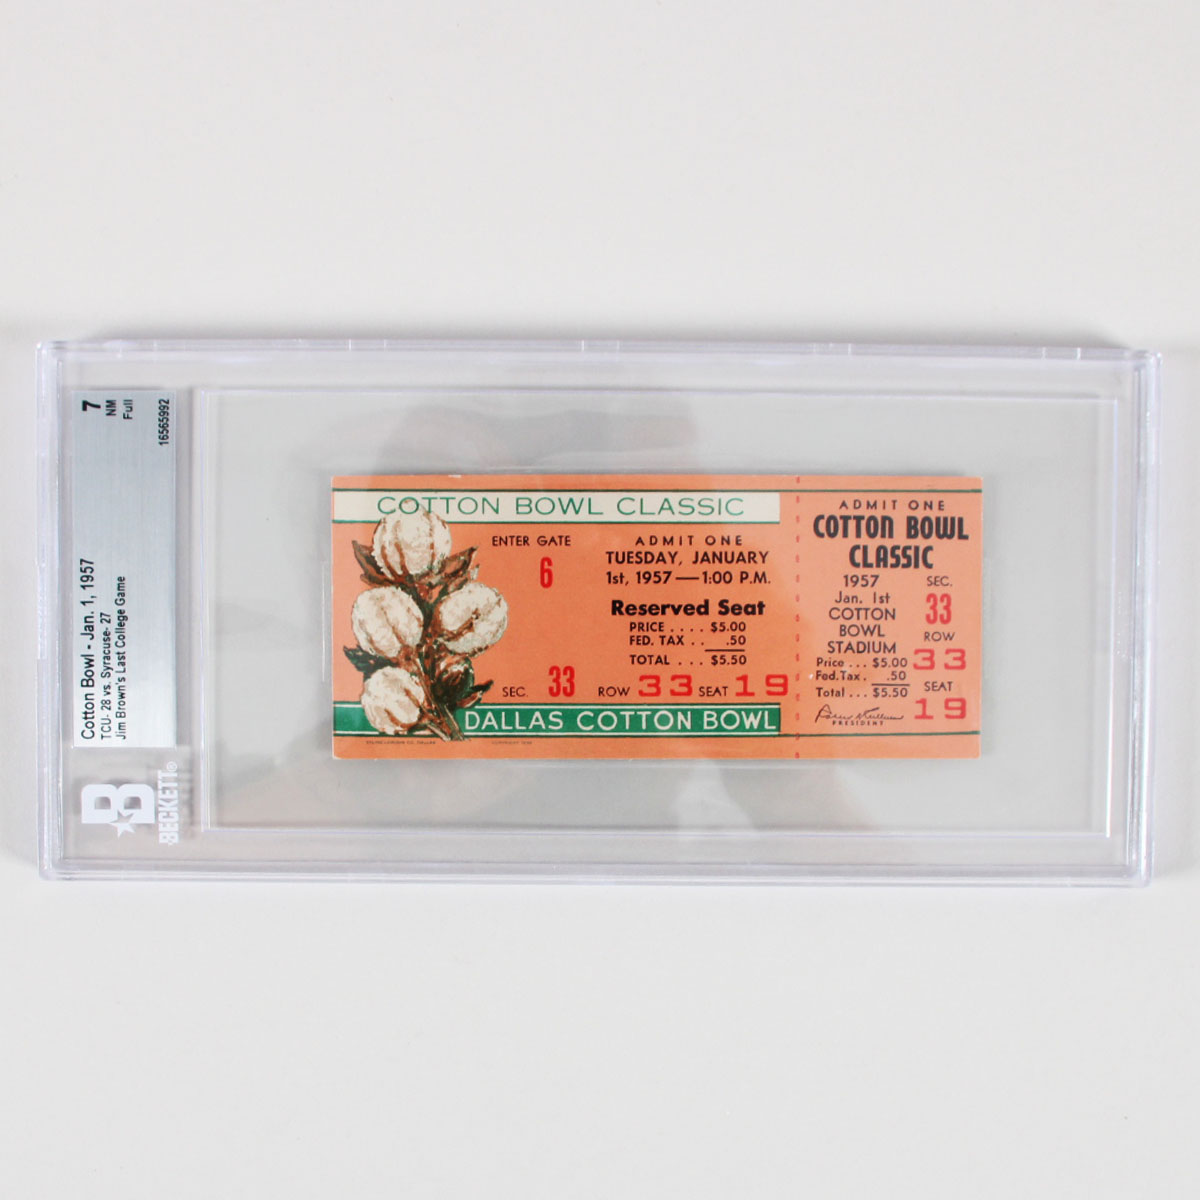 Cotton Bowl - Jan. 1, 1957
TCU- 28 vs. Syracuse- 27
Jim Brown's Last College Game
7
NM
Full
16565992
BECKETT®
COTTON BOWL CLASSIC
ENTER GATE
6
ADMIT ONE
TUESDAY, JANUARY
1st, 1957—1:00 P.M.
Reserved Seat
PRICE .... $5.00
FED. TAX .. .50
TOTAL ... $5.50
SEC. 33 ROW 33 SEAT 19
DALLAS COTTON BOWL
ADMIT ONE
COTTON BOWL
CLASSIC
1957
Jan. 1st
COTTON
BOWL
STADIUM
Price ... $5.00
Fed. Tax. .50
Total ... $5.50
PRESIDENT
SEC.
33
ROW
33
SEAT
19